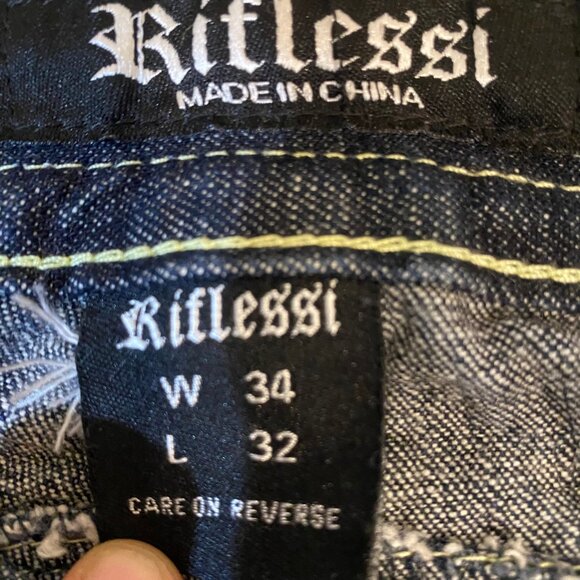 Riflessi
MADE IN CHINA
Riflessi
W 34
L 32
CARE ON REVERSE